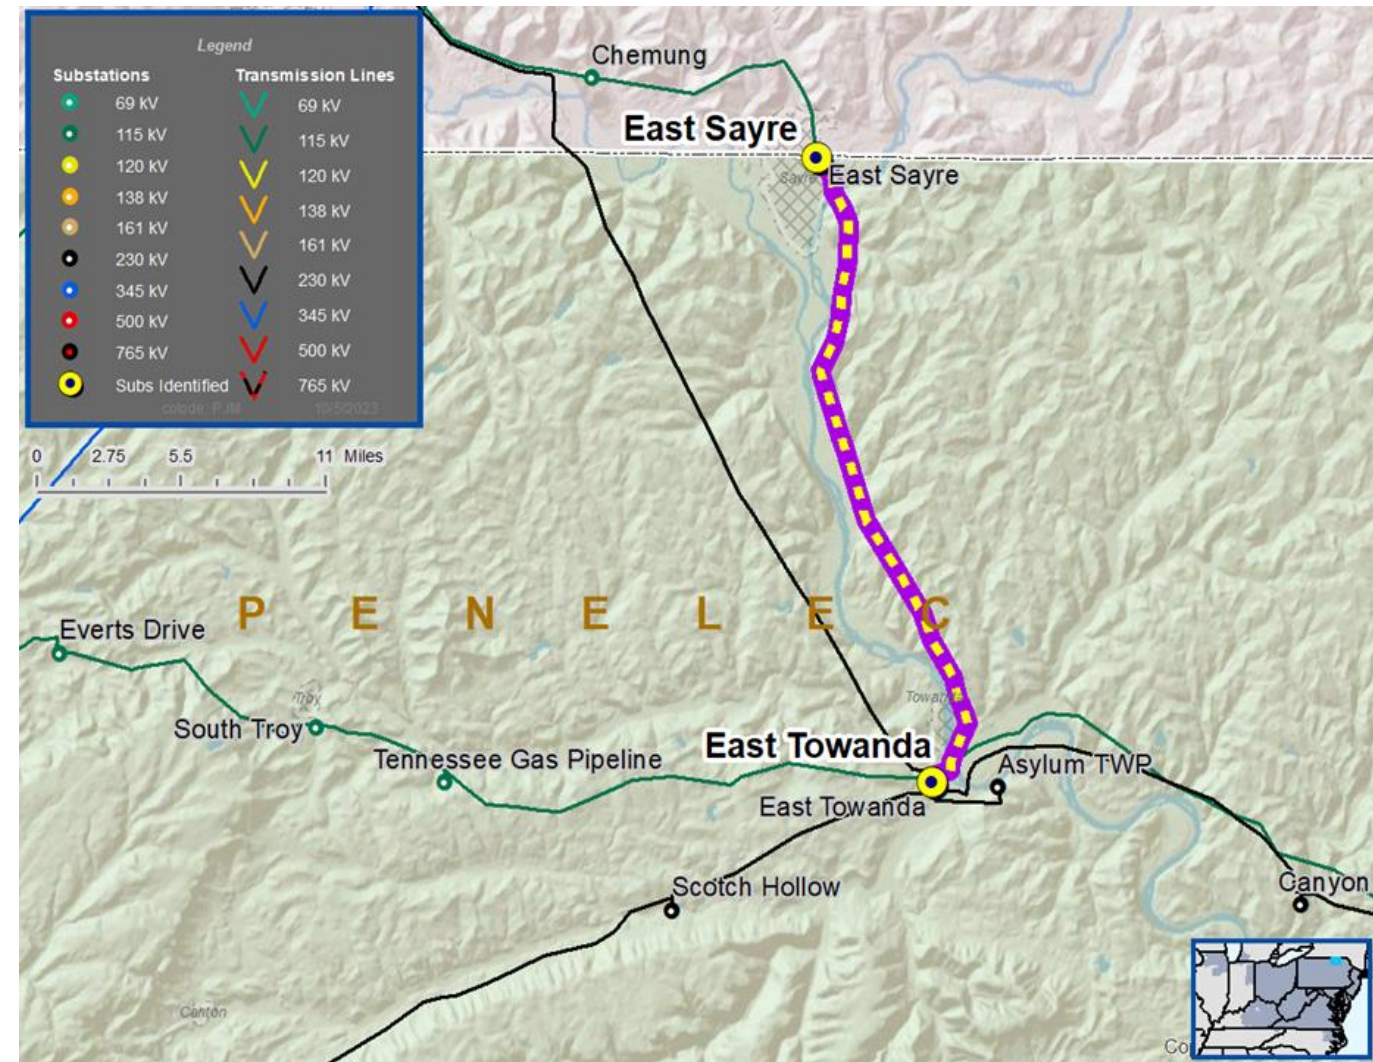 Legend
Substations
Transmission Lines
69 kV
69 kV
115 kV
115 kV
120 kV
120 kV
138 kV
138 kV
161 kV
161 kV
230 kV
230 kV
345 kV
345 kV
500 kV
500 kV
765 kV
765 kV
Subs Identified
10/5/2023
0 2.75 5.5 11 Miles
Chemung
East Sayre
East Sayre
Sayre
P E N E L E C
Everts Drive
Troy
South Troy
Tennessee Gas Pipeline
Towanda
East Towanda
Asylum TWP
East Towanda
Scotch Hollow
Canyon
Canton